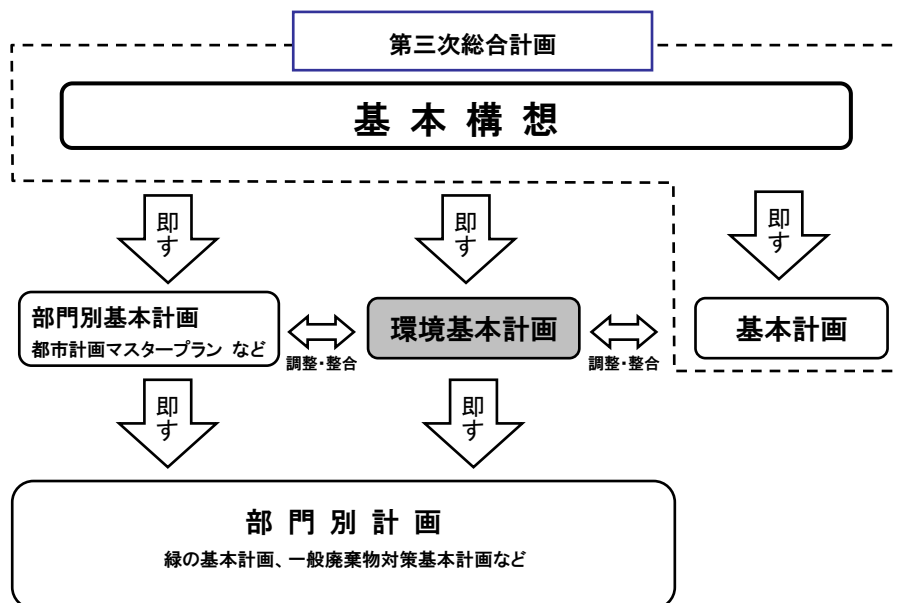 第三次総合計画
基本構想
即す
即す
即す
部門別基本計画
都市計画マスタープラン など
調整・整合
環境基本計画
調整・整合
基本計画
即す
即す
部門別計画
緑の基本計画、一般廃棄物対策基本計画など